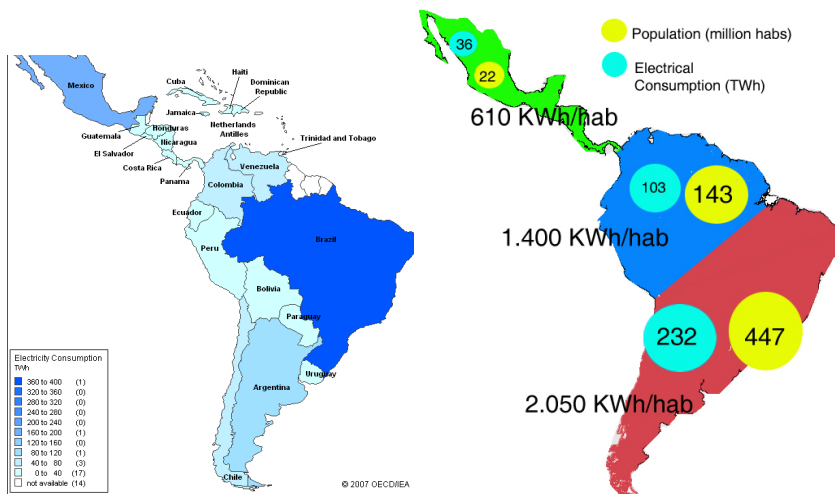 Mexico
Cuba
Haiti
Dominican
Republic
Jamaica
Netherlands
Antilles
Trinidad and Tobago
Guatemala
Honduras
El Salvador
Nicaragua
Costa Rica
Panama
Venezuela
Colombia
Ecuador
Brazil
Peru
Bolivia
Paraguay
Uruguay
Argentina
Chile
Electricity Consumption
TWh
360 to 400 (1)
320 to 360 (0)
280 to 320 (0)
240 to 280 (0)
200 to 240 (0)
160 to 200 (1)
120 to 160 (0)
80 to 120 (1)
40 to 80 (3)
0 to 40 (17)
not available (14)
© 2007 OECD/IEA
Population (million habs)
Electrical
Consumption (TWh)
36
22
610 KWh/hab
103
143
1.400 KWh/hab
232
447
2.050 KWh/hab